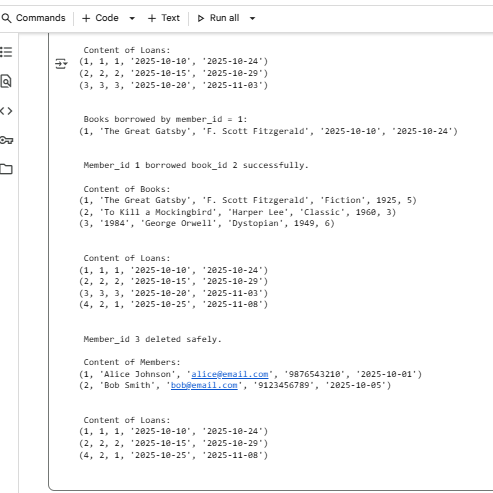 Commands + Code + Text Run all
Content of Loans:
(1, 1, 1, '2025-10-10', '2025-10-24')
(2, 2, 2, '2025-10-15', '2025-10-29')
(3, 3, 3, '2025-10-20', '2025-11-03')
Books borrowed by member_id = 1:
(1, 'The Great Gatsby', 'F. Scott Fitzgerald', '2025-10-10', '2025-10-24')
Member_id 1 borrowed book_id 2 successfully.
Content of Books:
(1, 'The Great Gatsby', 'F. Scott Fitzgerald', 'Fiction', 1925, 5)
(2, 'To Kill a Mockingbird', 'Harper Lee', 'Classic', 1960, 3)
(3, '1984', 'George Orwell', 'Dystopian', 1949, 6)
Content of Loans:
(1, 1, 1, '2025-10-10', '2025-10-24')
(2, 2, 2, '2025-10-15', '2025-10-29')
(3, 3, 3, '2025-10-20', '2025-11-03')
(4, 2, 1, '2025-10-25', '2025-11-08')
Member_id 3 deleted safely.
Content of Members:
(1, 'Alice Johnson', 'alice@email.com', '9876543210', '2025-10-01')
(2, 'Bob Smith', 'bob@email.com', '9123456789', '2025-10-05')
Content of Loans:
(1, 1, 1, '2025-10-10', '2025-10-24')
(2, 2, 2, '2025-10-15', '2025-10-29')
(4, 2, 1, '2025-10-25', '2025-11-08')